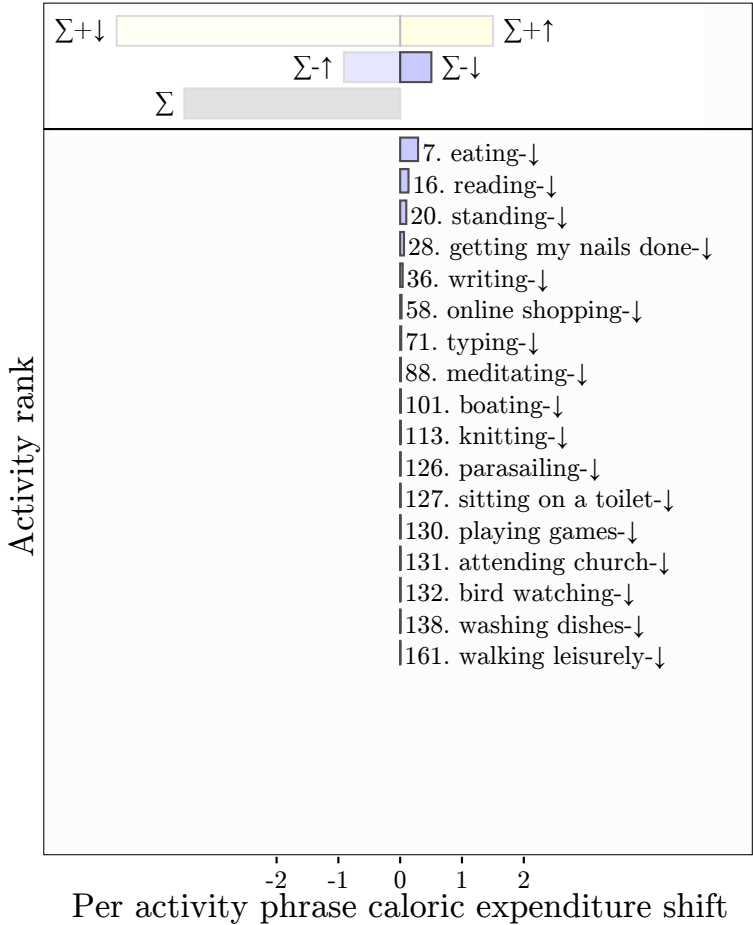 ∑+↓ ∑+↑
∑-↑ ∑-↓
∑
7. eating-↓
16. reading-↓
20. standing-↓
28. getting my nails done-↓
36. writing-↓
58. online shopping-↓
71. typing-↓
88. meditating-↓
101. boating-↓
113. knitting-↓
126. parasailing-↓
127. sitting on a toilet-↓
130. playing games-↓
131. attending church-↓
132. bird watching-↓
138. washing dishes-↓
161. walking leisurely-↓
Activity rank
-2 -1 0 1 2
Per activity phrase caloric expenditure shift